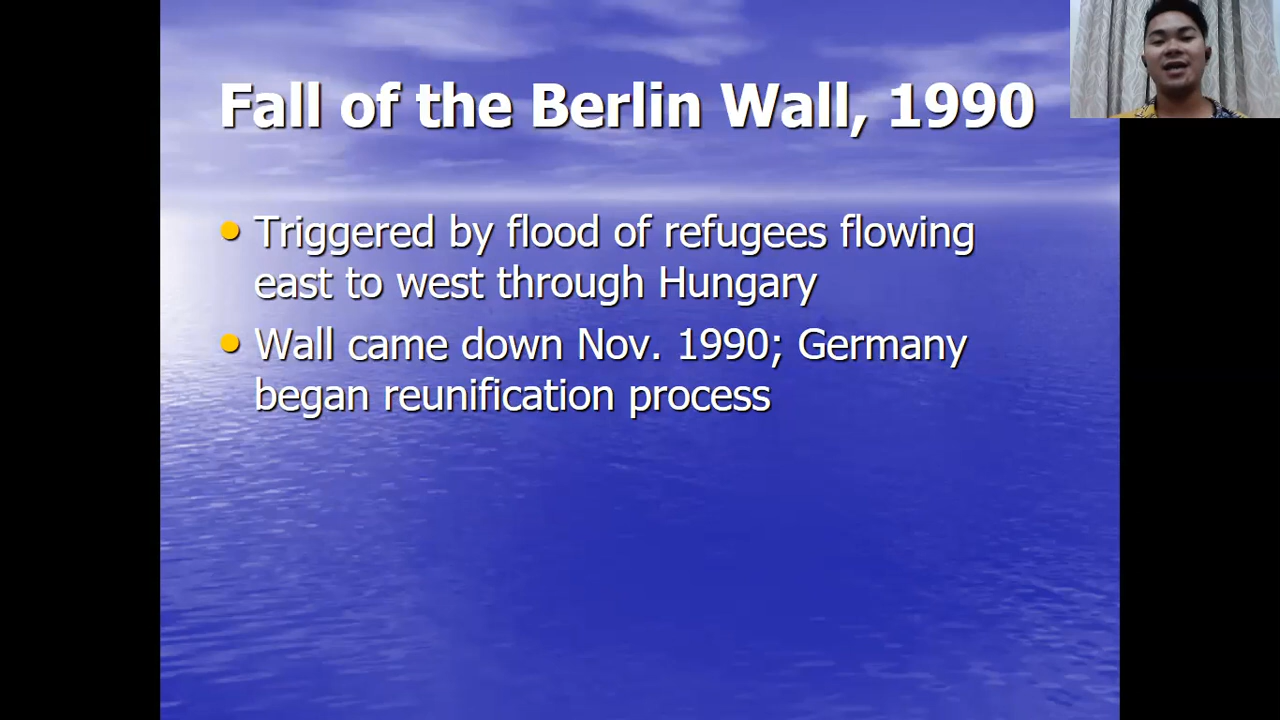 Fall of the Berlin Wall, 1990
• Triggered by flood of refugees flowing
east to west through Hungary
• Wall came down Nov. 1990; Germany
began reunification process